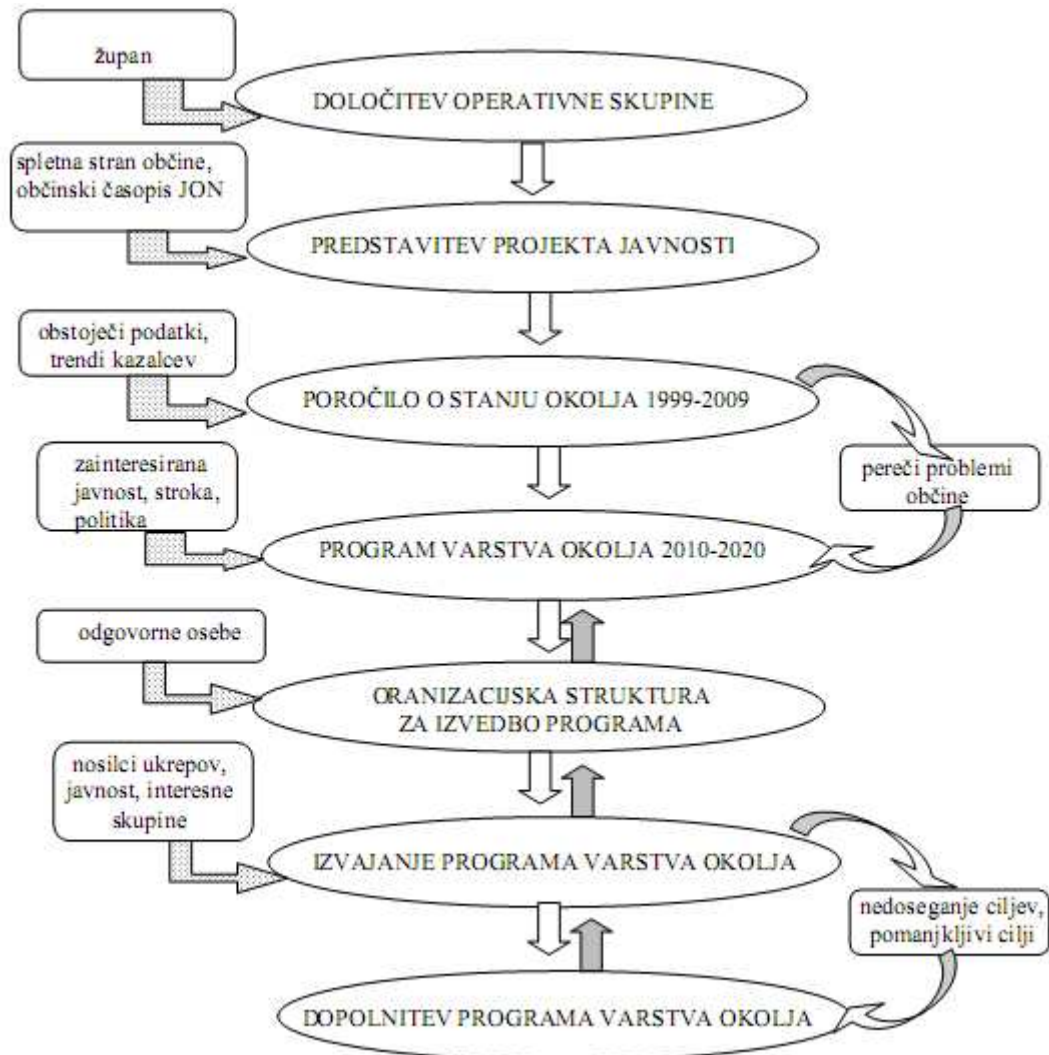 župan
DOLOČITEV OPERATIVNE SKUPINE
spletna stran občine,
občinski časopis JON
PREDSTAVITEV PROJEKTA JAVNOSTI
obstoječi podatki,
trendi kazalcev
POROČILO O STANJU OKOLJA 1999-2009
pereči problemi
občine
zainteresirana
javnost, stroka,
politika
PROGRAM VARSTVA OKOLJA 2010-2020
odgovorne osebe
ORANIZACIJSKA STRUKTURA
ZA IZVEDBO PROGRAMA
nosilci ukrepov,
javnost, interesne
skupine
IZVAJANJE PROGRAMA VARSTVA OKOLJA
nedoseganje ciljev,
pomanjkljivi cilji
DOPOLNITEV PROGRAMA VARSTVA OKOLJA